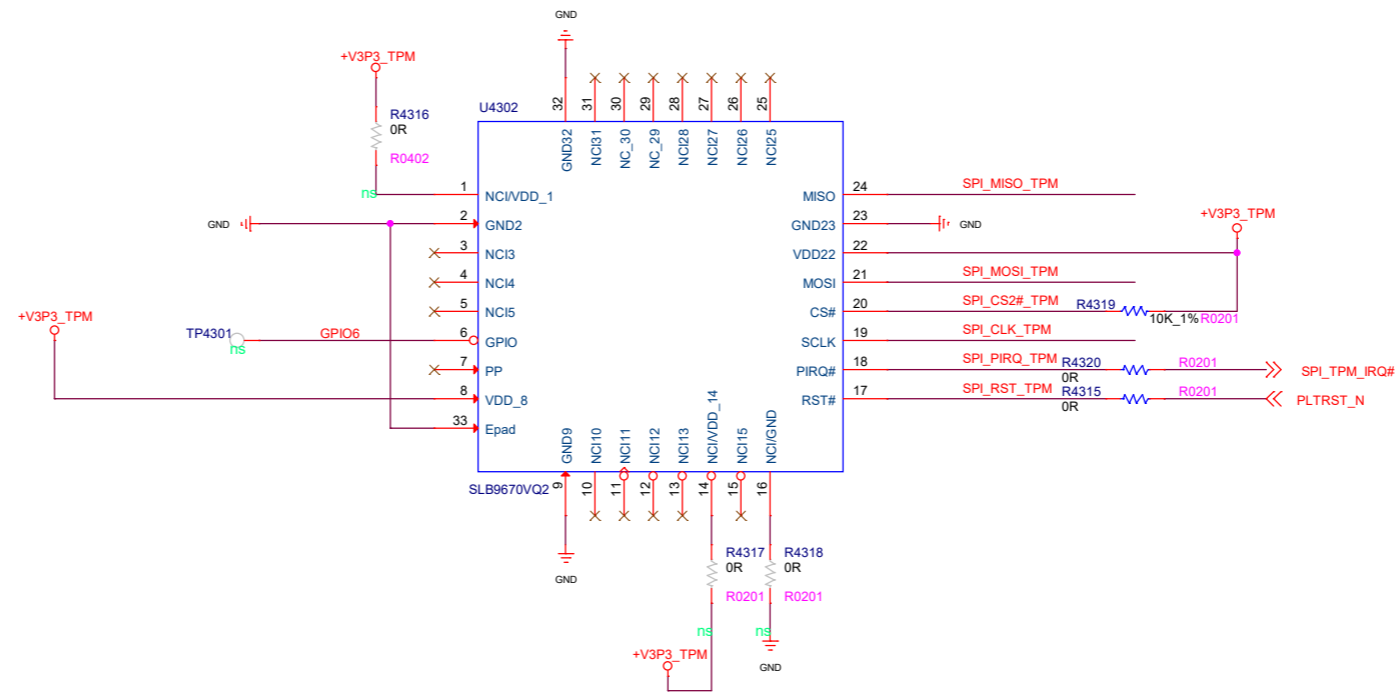 GND
+V3P3_TPM
R4316
0R
R0402
ns
U4302
32
31
30
29
28
27
26
25
GND32
NCI31
NC_30
NC_29
NCI28
NCI27
NCI26
NCI25
1 NCI/VDD_1
GND 2 GND2
3 NCI3
4 NCI4
5 NCI5
TP4301 ns GPIO6 6 GPIO
7 PP
+V3P3_TPM 8 VDD_8
33 Epad
MISO 24 SPI_MISO_TPM
GND23 23 GND
+V3P3_TPM
VDD22 22
MOSI 21 SPI_MOSI_TPM
CS# 20 SPI_CS2#_TPM R4319 10K_1% R0201
SCLK 19 SPI_CLK_TPM
PIRQ# 18 SPI_PIRQ_TPM R4320 0R R0201 SPI_TPM_IRQ#
RST# 17 SPI_RST_TPM R4315 0R R0201 PLTRST_N
GND9
NCI10
NCI11
NCI12
NCI13
NCI/VDD_14
NCI15
NCI/GND
SLB9670VQ2
9
10
11
12
13
14
15
16
GND
R4317
0R
R0201
ns
R4318
0R
R0201
ns
+V3P3_TPM
GND